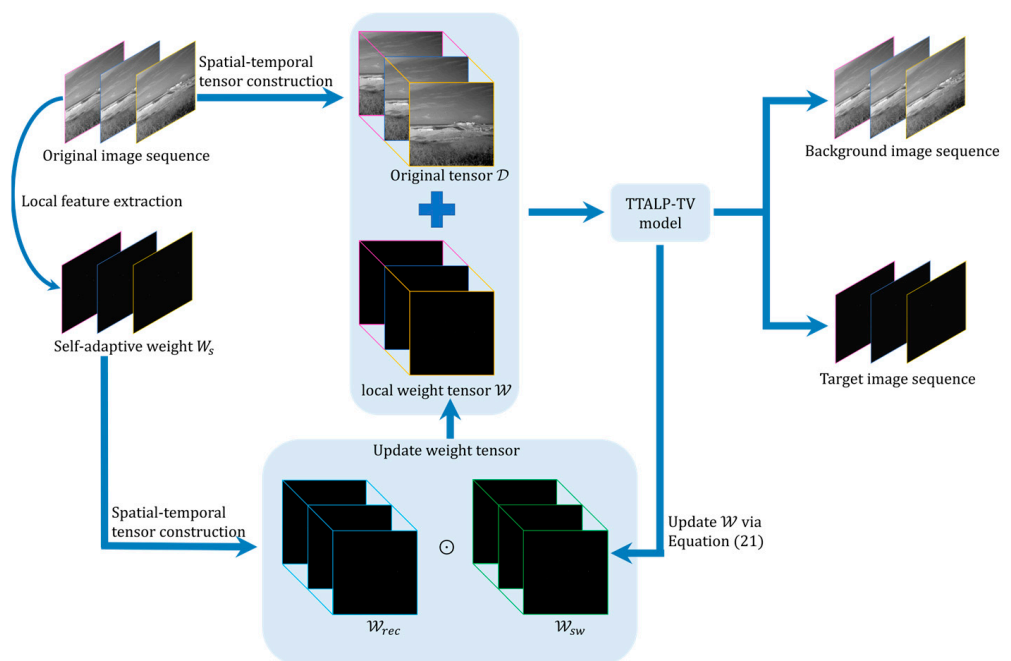 Spatial-temporal
tensor construction
Original image sequence
Original tensor 𝒟
Background image sequence
Local feature extraction
TTALP-TV
model
Self-adaptive weight W_s
local weight tensor 𝒲
Target image sequence
Update weight tensor
Spatial-temporal
tensor construction
⊙
Update 𝒲 via
Equation (21)
𝒲_rec
𝒲_sw